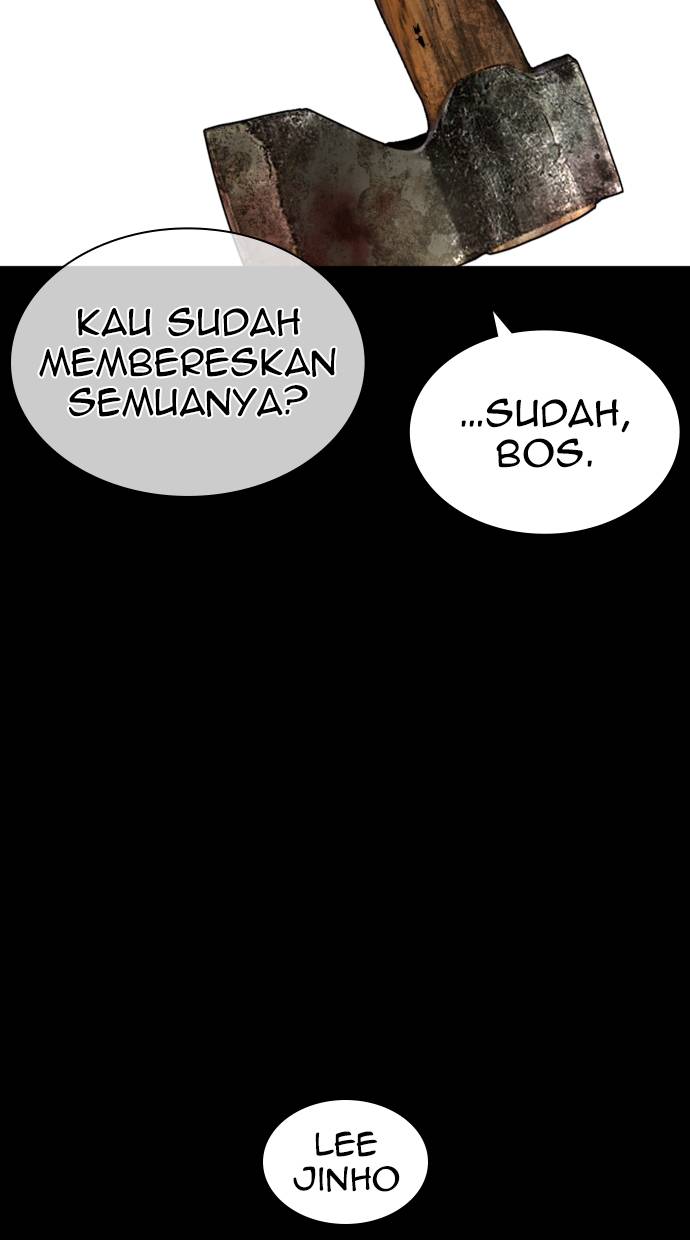 KAU SUDAH
MEMBERESKAN
SEMUANYA?
...SUDAH,
BOS.
LEE
JINHO